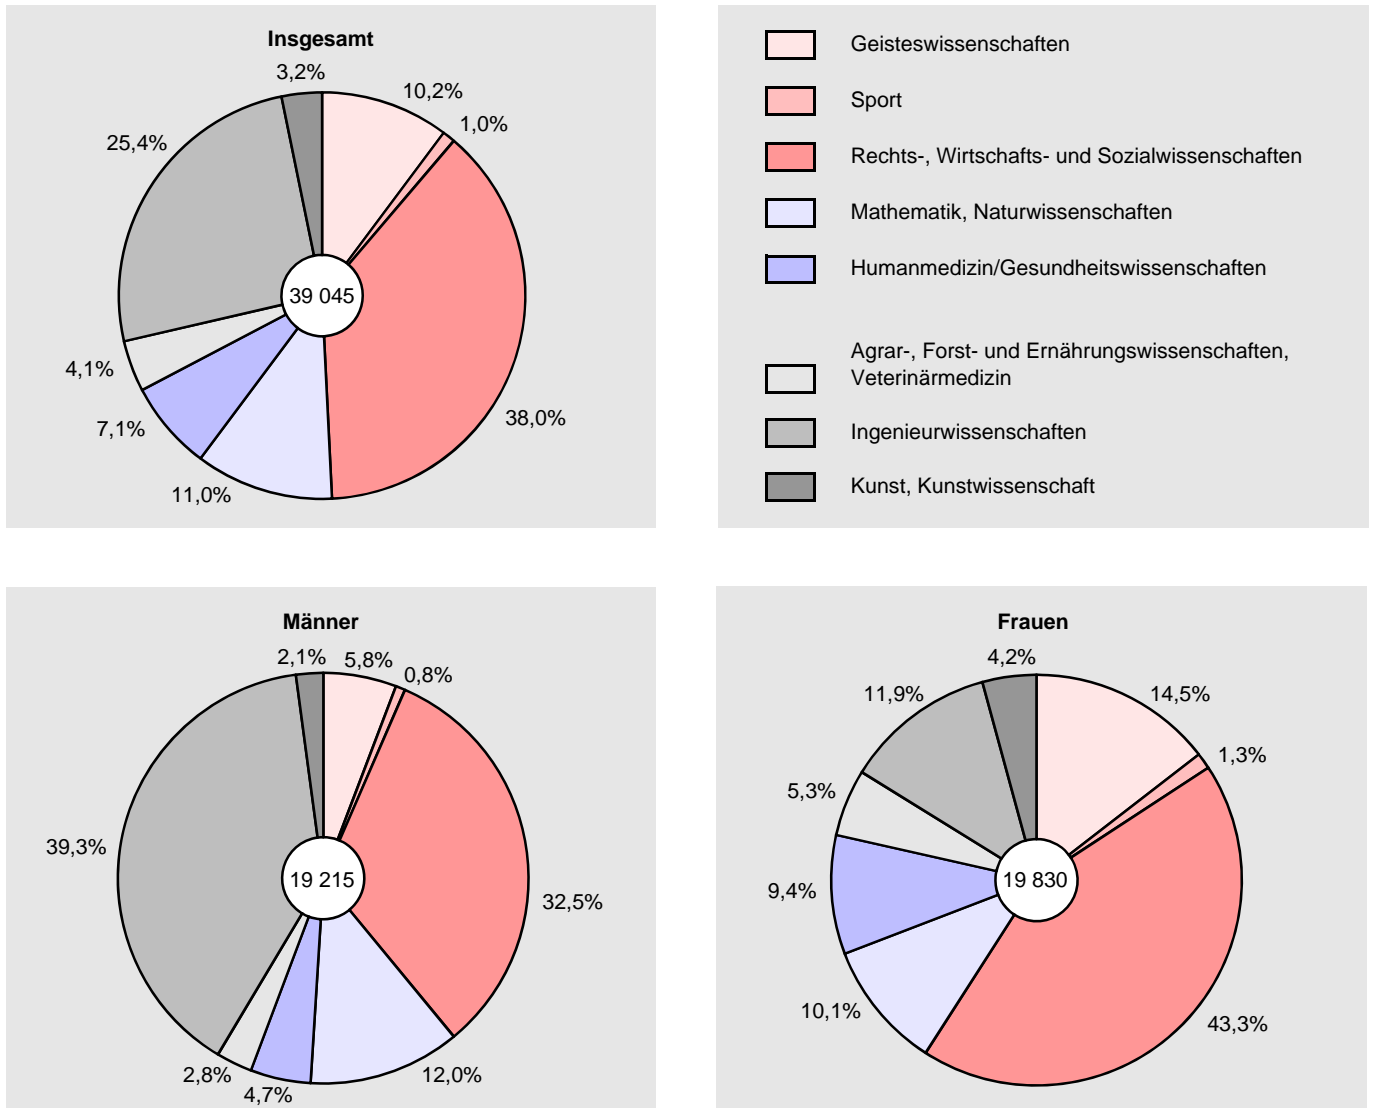 Insgesamt
3,2%
10,2%
1,0%
25,4%
39 045
4,1%
7,1%
38,0%
11,0%
Geisteswissenschaften
Sport
Rechts-, Wirtschafts- und Sozialwissenschaften
Mathematik, Naturwissenschaften
Humanmedizin/Gesundheitswissenschaften
Agrar-, Forst- und Ernährungswissenschaften,
Veterinärmedizin
Ingenieurwissenschaften
Kunst, Kunstwissenschaft
Männer
2,1%
5,8%
0,8%
39,3%
19 215
32,5%
2,8%
4,7%
12,0%
Frauen
4,2%
11,9%
14,5%
1,3%
5,3%
19 830
9,4%
10,1%
43,3%